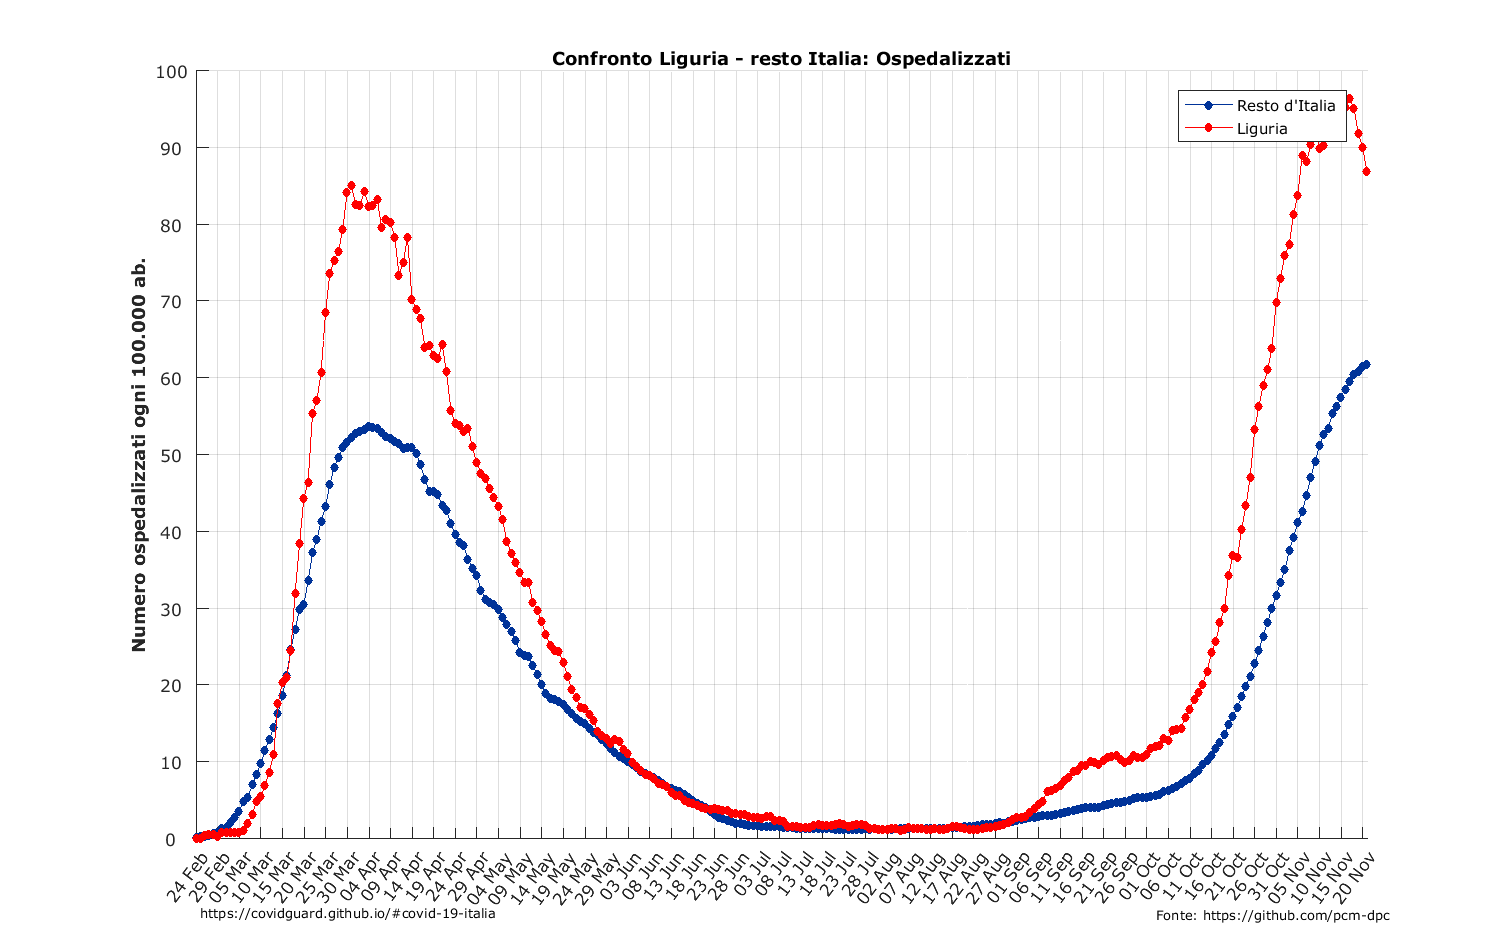 Confronto Liguria - resto Italia: Ospedalizzati
Numero ospedalizzati ogni 100.000 ab.
100
90
80
70
60
50
40
30
20
10
0
Resto d'Italia
Liguria
24 Feb
29 Feb
05 Mar
10 Mar
15 Mar
20 Mar
25 Mar
30 Mar
04 Apr
09 Apr
14 Apr
19 Apr
24 Apr
29 Apr
04 May
09 May
14 May
19 May
24 May
29 May
03 Jun
08 Jun
13 Jun
18 Jun
23 Jun
28 Jun
03 Jul
08 Jul
13 Jul
18 Jul
23 Jul
28 Jul
02 Aug
07 Aug
12 Aug
17 Aug
22 Aug
27 Aug
01 Sep
06 Sep
11 Sep
16 Sep
21 Sep
26 Sep
01 Oct
06 Oct
11 Oct
16 Oct
21 Oct
26 Oct
31 Oct
05 Nov
10 Nov
15 Nov
20 Nov
https://covidguard.github.io/#covid-19-italia
Fonte: https://github.com/pcm-dpc